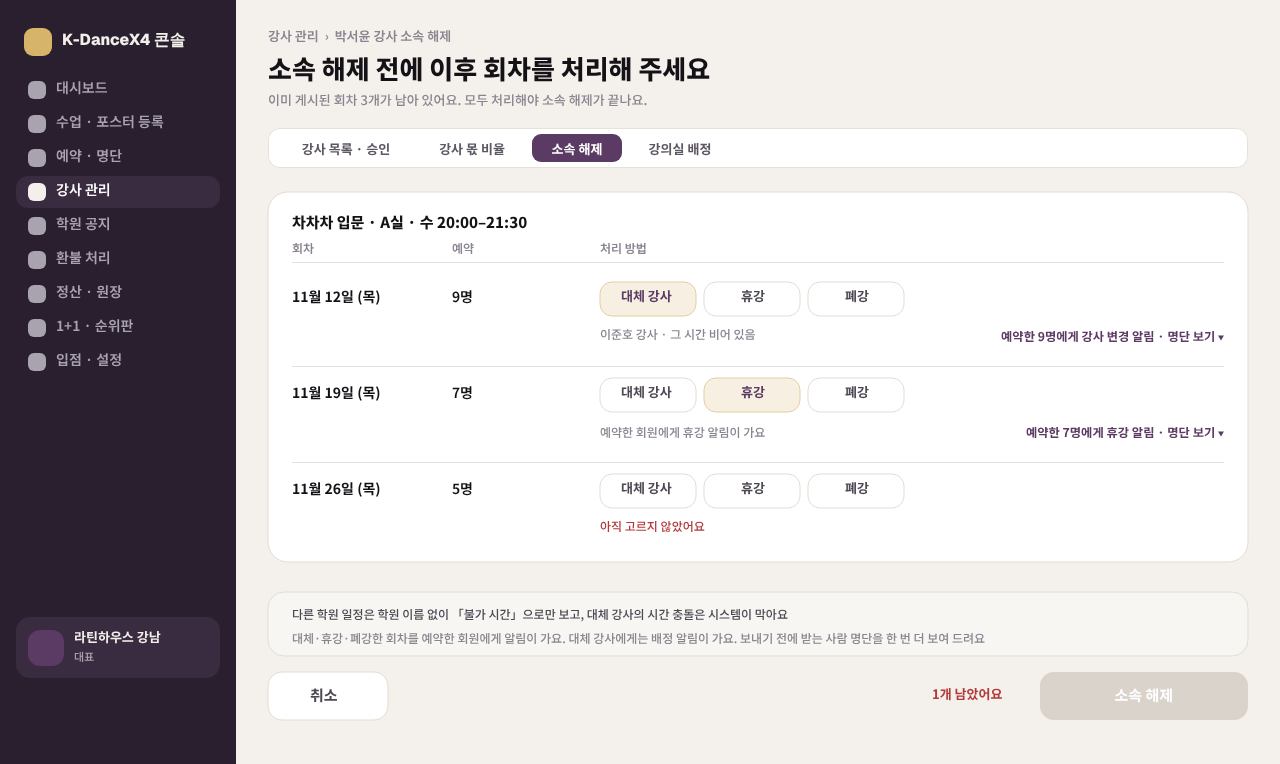 K-DanceX4 콘솔
대시보드
수업 · 포스터 등록
예약 · 명단
강사 관리
학원 공지
환불 처리
정산 · 원장
1+1 · 순위판
입점 · 설정
라틴하우스 강남
대표
강사 관리 › 박서윤 강사 소속 해제
소속 해제 전에 이후 회차를 처리해 주세요
이미 게시된 회차 3개가 남아 있어요. 모두 처리해야 소속 해제가 끝나요.
강사 목록 · 승인 강사 몫 비율 소속 해제 강의실 배정
차차차 입문 · A실 · 수 20:00–21:30
회차 예약 처리 방법
11월 12일 (목) 9명 대체 강사 휴강 폐강
이준호 강사 · 그 시간 비어 있음 예약한 9명에게 강사 변경 알림 · 명단 보기 ▾
11월 19일 (목) 7명 대체 강사 휴강 폐강
예약한 회원에게 휴강 알림이 가요 예약한 7명에게 휴강 알림 · 명단 보기 ▾
11월 26일 (목) 5명 대체 강사 휴강 폐강
아직 고르지 않았어요
다른 학원 일정은 학원 이름 없이 「불가 시간」으로만 보고, 대체 강사의 시간 충돌은 시스템이 막아요
대체·휴강·폐강한 회차를 예약한 회원에게 알림이 가요. 대체 강사에게는 배정 알림이 가요. 보내기 전에 받는 사람 명단을 한 번 더 보여 드려요
취소 1개 남았어요 소속 해제